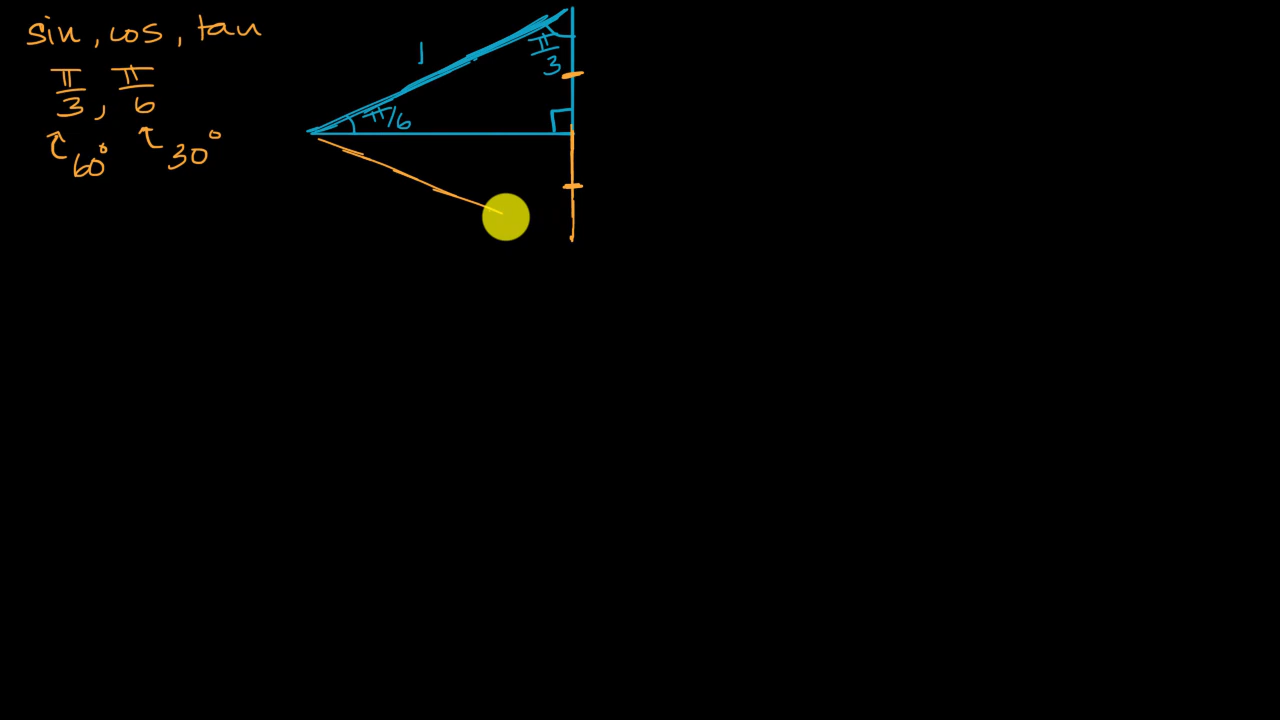 sin, cos, tan
π/3, π/6
60° 30°
1
π/3
π/6